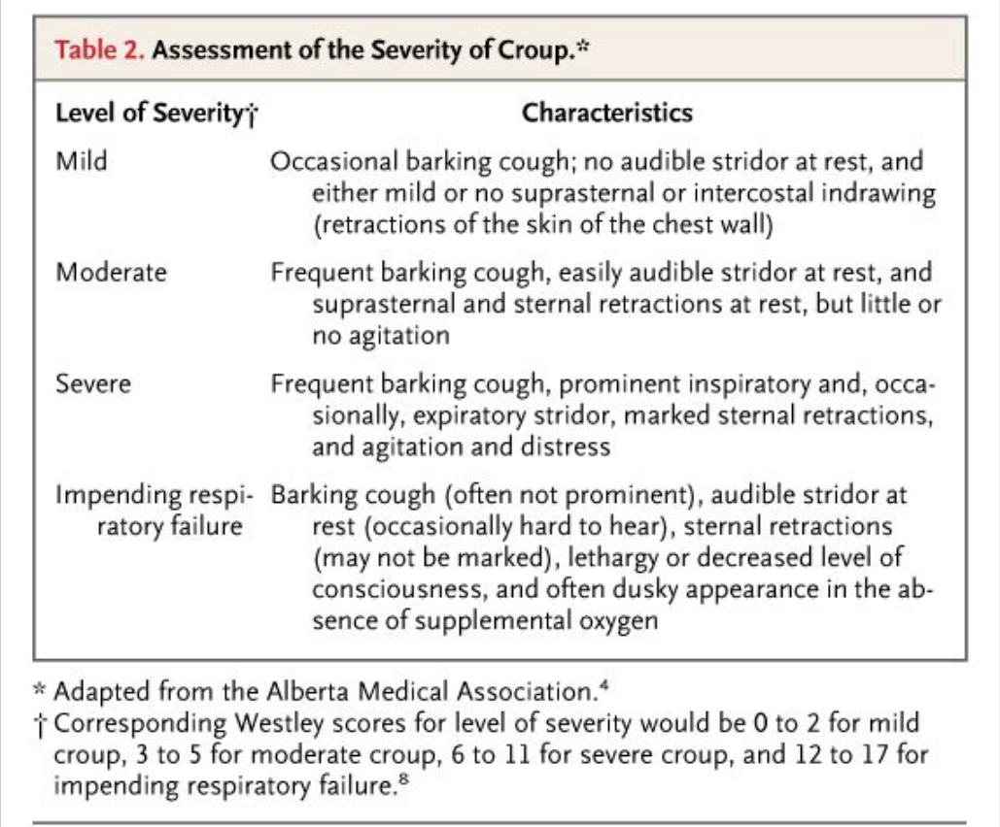 Table 2. Assessment of the Severity of Croup.*
Level of Severity† Characteristics
Mild Occasional barking cough; no audible stridor at rest, and
either mild or no suprasternal or intercostal indrawing
(retractions of the skin of the chest wall)
Moderate Frequent barking cough, easily audible stridor at rest, and
suprasternal and sternal retractions at rest, but little or
no agitation
Severe Frequent barking cough, prominent inspiratory and, occa-
sionally, expiratory stridor, marked sternal retractions,
and agitation and distress
Impending respi- Barking cough (often not prominent), audible stridor at
ratory failure rest (occasionally hard to hear), sternal retractions
(may not be marked), lethargy or decreased level of
consciousness, and often dusky appearance in the ab-
sence of supplemental oxygen
* Adapted from the Alberta Medical Association.⁴
† Corresponding Westley scores for level of severity would be 0 to 2 for mild
croup, 3 to 5 for moderate croup, 6 to 11 for severe croup, and 12 to 17 for
impending respiratory failure.⁸